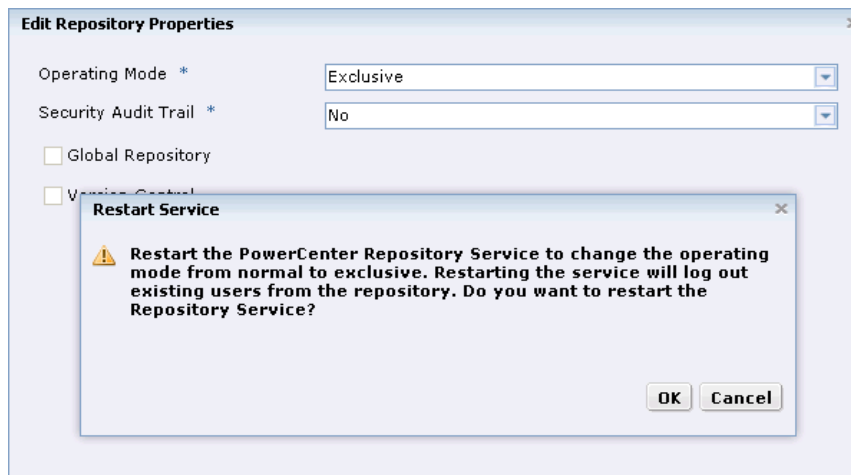 Edit Repository Properties
Operating Mode *
Exclusive
Security Audit Trail *
No
Global Repository
Restart Service
Restart the PowerCenter Repository Service to change the operating
mode from normal to exclusive. Restarting the service will log out
existing users from the repository. Do you want to restart the
Repository Service?
OK
Cancel